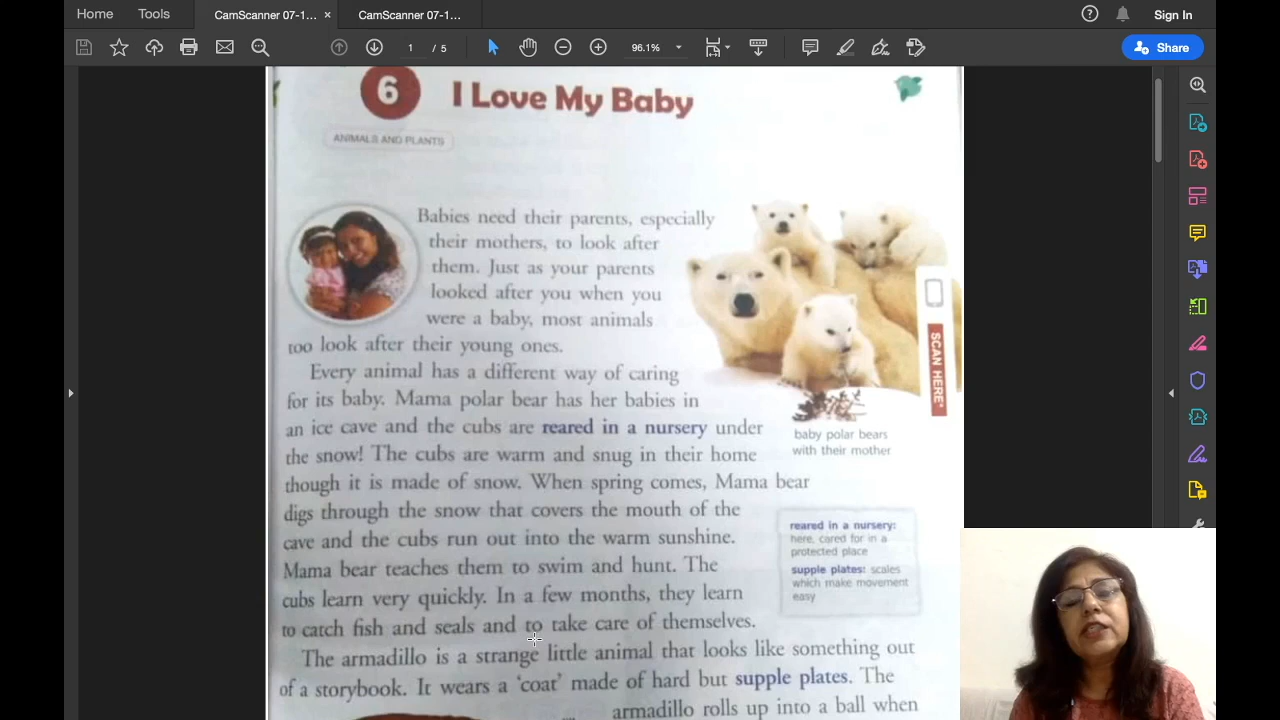 Home
Tools
CamScanner 07-1...
×
CamScanner 07-1...
Sign In
1 / 5
96.1%
Share
6
I Love My Baby
ANIMALS AND PLANTS
Babies need their parents, especially
their mothers, to look after
them. Just as your parents
looked after you when you
were a baby, most animals
too look after their young ones.
Every animal has a different way of caring
for its baby. Mama polar bear has her babies in
an ice cave and the cubs are reared in a nursery under
the snow! The cubs are warm and snug in their home
though it is made of snow. When spring comes, Mama bear
digs through the snow that covers the mouth of the
cave and the cubs run out into the warm sunshine.
Mama bear teaches them to swim and hunt. The
cubs learn very quickly. In a few months, they learn
to catch fish and seals and to take care of themselves.
The armadillo is a strange little animal that looks like something out
of a storybook. It wears a 'coat' made of hard but supple plates. The
armadillo rolls up into a ball when
SCAN HERE*
baby polar bears
with their mother
reared in a nursery:
here, cared for in a
protected place
supple plates: scales
which make movement
easy